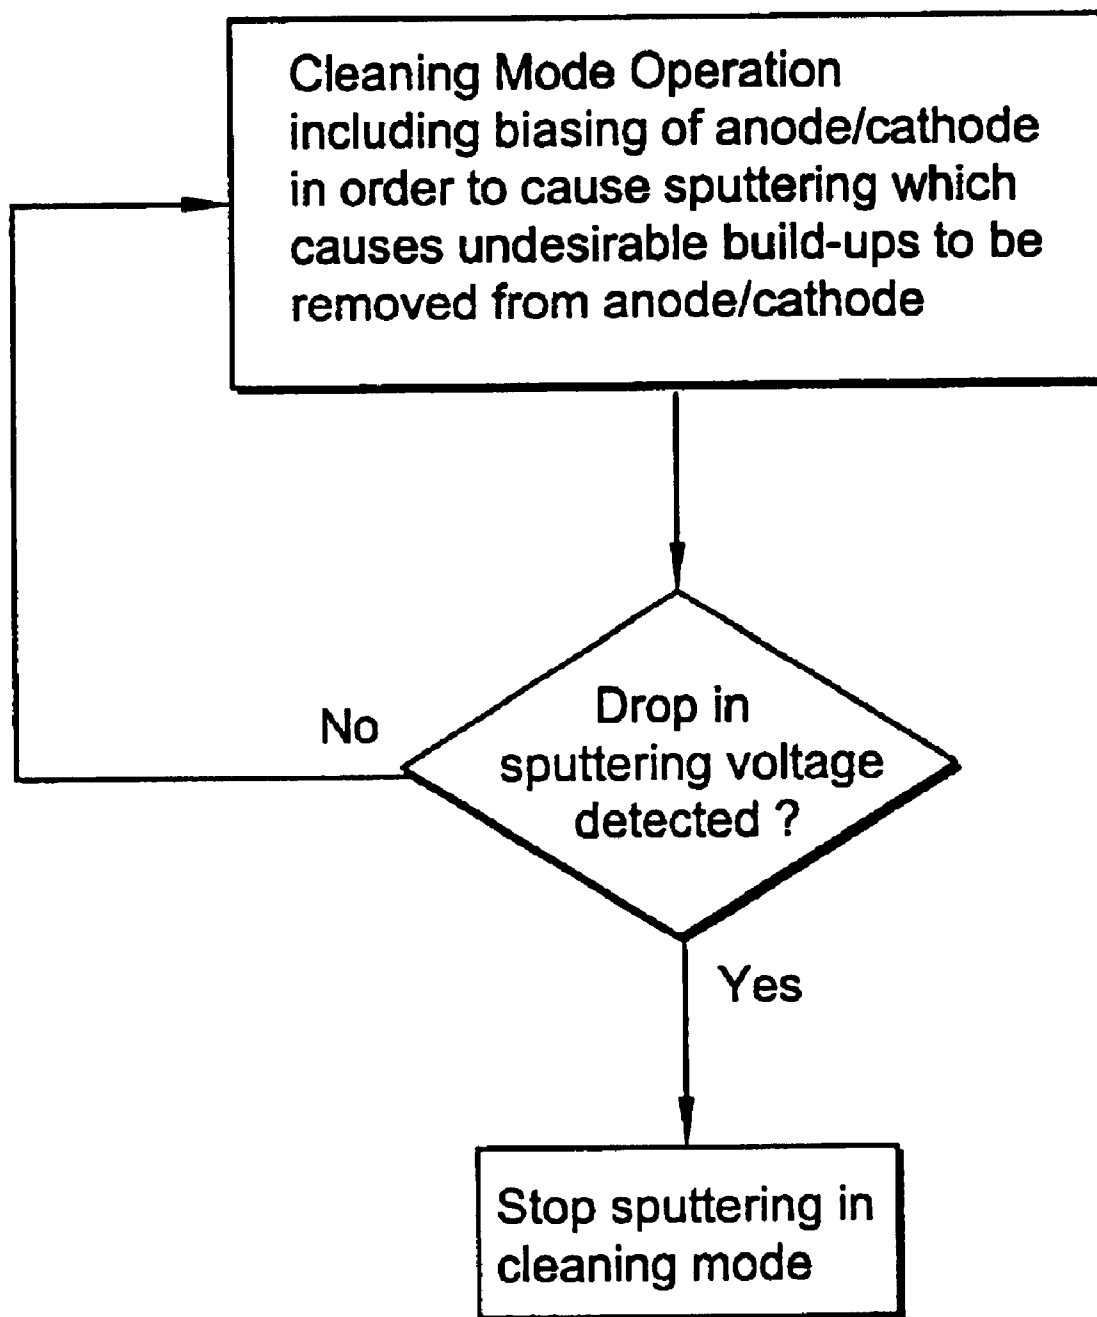 Cleaning Mode Operation
including biasing of anode/cathode
in order to cause sputtering which
causes undesirable build-ups to be
removed from anode/cathode
No
Drop in
sputtering voltage
detected ?
Yes
Stop sputtering in
cleaning mode